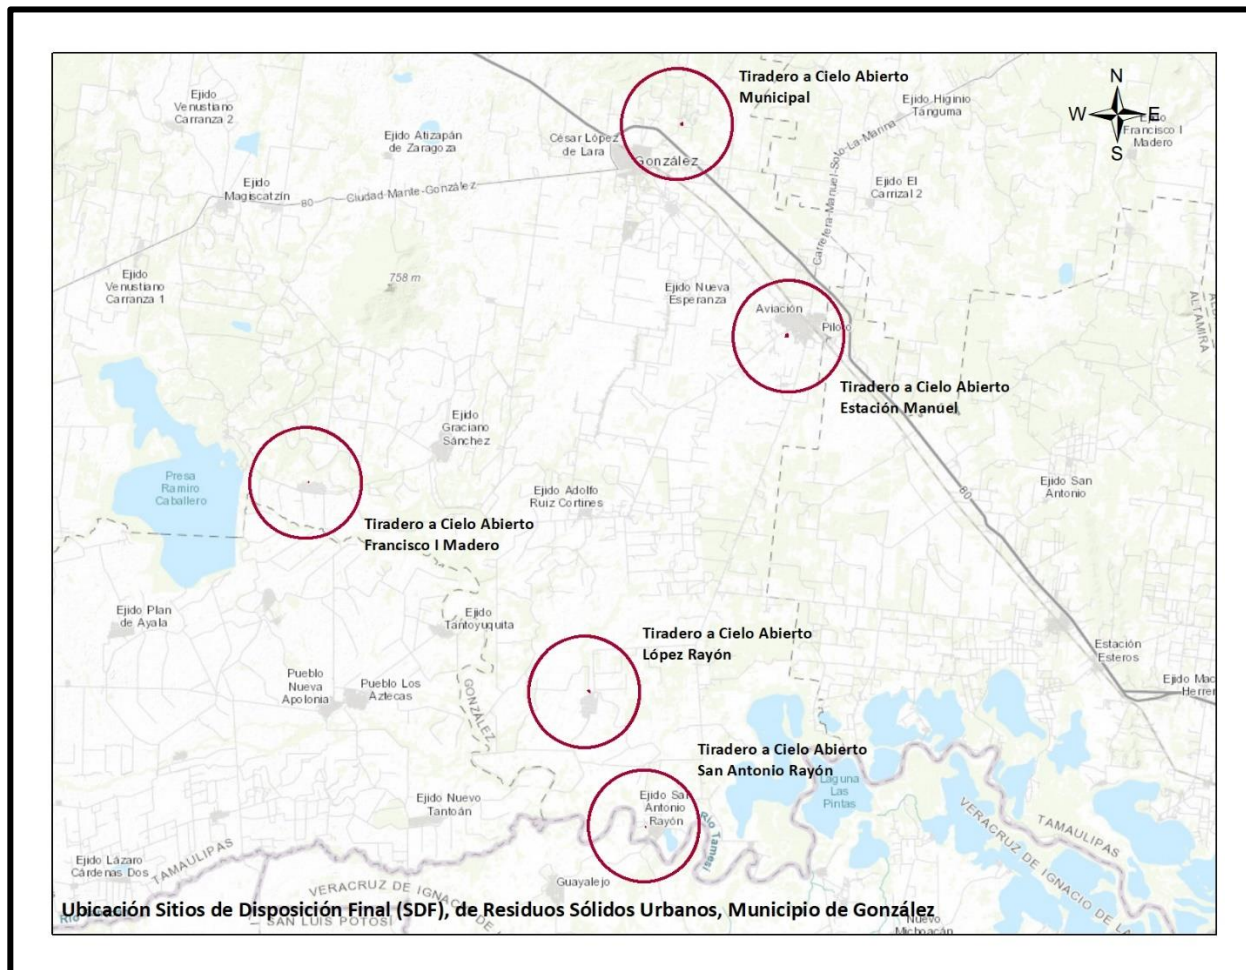 Tiradero a Cielo Abierto
Municipal
N
W
E
S
Ejido
Venustiano
Carranza 2
Ejido Higinio
Tanguma
Ejido
Francisco I
Madero
Ejido Atizapán
de Zaragoza
César López
de Lara
González
Ejido
Magiscatzín
80
Ciudad-Mante-González
Ejido El
Carrizal 2
Carretera-Manuel-Soto-La-Marina
Ejido
Venustiano
Carranza 1
758 m
Ejido Nueva
Esperanza
Aviación
ALTAMIRA
Tiradero a Cielo Abierto
Estación Manuel
Ejido
Graciano
Sánchez
Presa
Ramiro
Caballero
Ejido Adolfo
Ruiz Cortines
80
Ejido San
Antonio
Tiradero a Cielo Abierto
Francisco I Madero
Ejido Plan
de Ayala
Ejido
Tantoyuquita
Tiradero a Cielo Abierto
López Rayón
Estación
Esteros
Pueblo
Nueva
Apolonia
Pueblo Los
Aztecas
GONZÁLEZ
Ejido Mac
Herrer
Tiradero a Cielo Abierto
San Antonio Rayón
Laguna
Las
Pintas
Ejido Nuevo
Tantoán
Ejido San
Antonio
Rayón
Río Tamesí
TAMAULIPAS
VERACRUZ DE IGNACIO DE LA
Ejido Lázaro
Cárdenas Dos
TAMAULIPAS
VERACRUZ DE IGNACIO DE
SAN LUIS POTOSÍ
Guayalejo
Ubicación Sitios de Disposición Final (SDF), de Residuos Sólidos Urbanos, Municipio de González
Nuevo
Michoacán